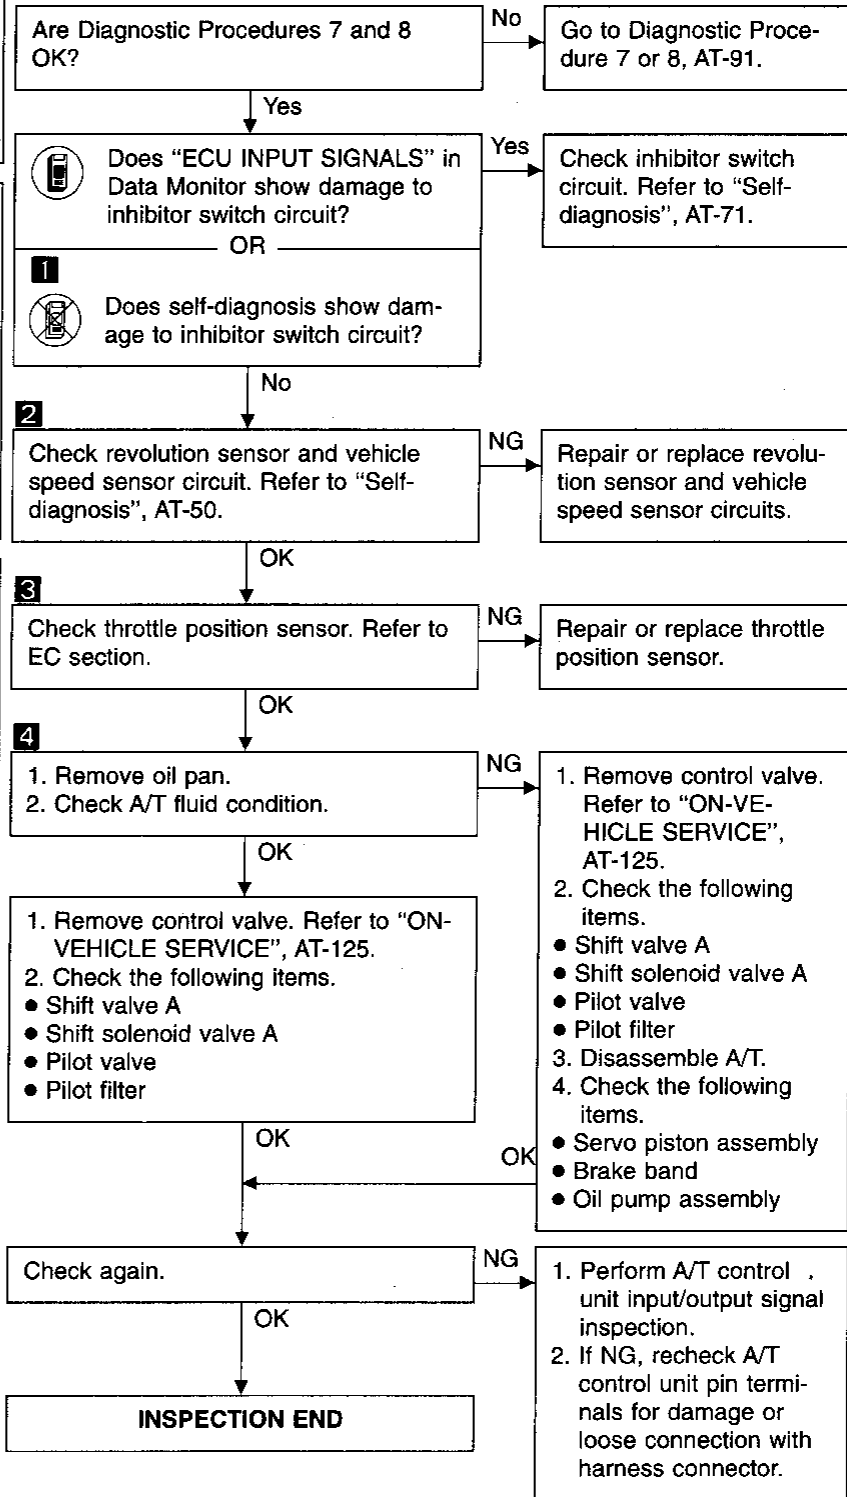 Are Diagnostic Procedures 7 and 8
OK?
No
Go to Diagnostic Proce-
dure 7 or 8, AT-91.
Yes
Does “ECU INPUT SIGNALS” in
Data Monitor show damage to
inhibitor switch circuit?
OR
1
Does self-diagnosis show dam-
age to inhibitor switch circuit?
Yes
Check inhibitor switch
circuit. Refer to “Self-
diagnosis”, AT-71.
No
2
Check revolution sensor and vehicle
speed sensor circuit. Refer to “Self-
diagnosis”, AT-50.
NG
Repair or replace revolu-
tion sensor and vehicle
speed sensor circuits.
OK
3
Check throttle position sensor. Refer to
EC section.
NG
Repair or replace throttle
position sensor.
OK
4
1. Remove oil pan.
2. Check A/T fluid condition.
NG
1. Remove control valve.
Refer to “ON-VE-
HICLE SERVICE”,
AT-125.
2. Check the following
items.
● Shift valve A
● Shift solenoid valve A
● Pilot valve
● Pilot filter
3. Disassemble A/T.
4. Check the following
items.
● Servo piston assembly
● Brake band
● Oil pump assembly
OK
OK
1. Remove control valve. Refer to “ON-
VEHICLE SERVICE”, AT-125.
2. Check the following items.
● Shift valve A
● Shift solenoid valve A
● Pilot valve
● Pilot filter
OK
Check again.
NG
1. Perform A/T control
unit input/output signal
inspection.
2. If NG, recheck A/T
control unit pin termi-
nals for damage or
loose connection with
harness connector.
OK
INSPECTION END